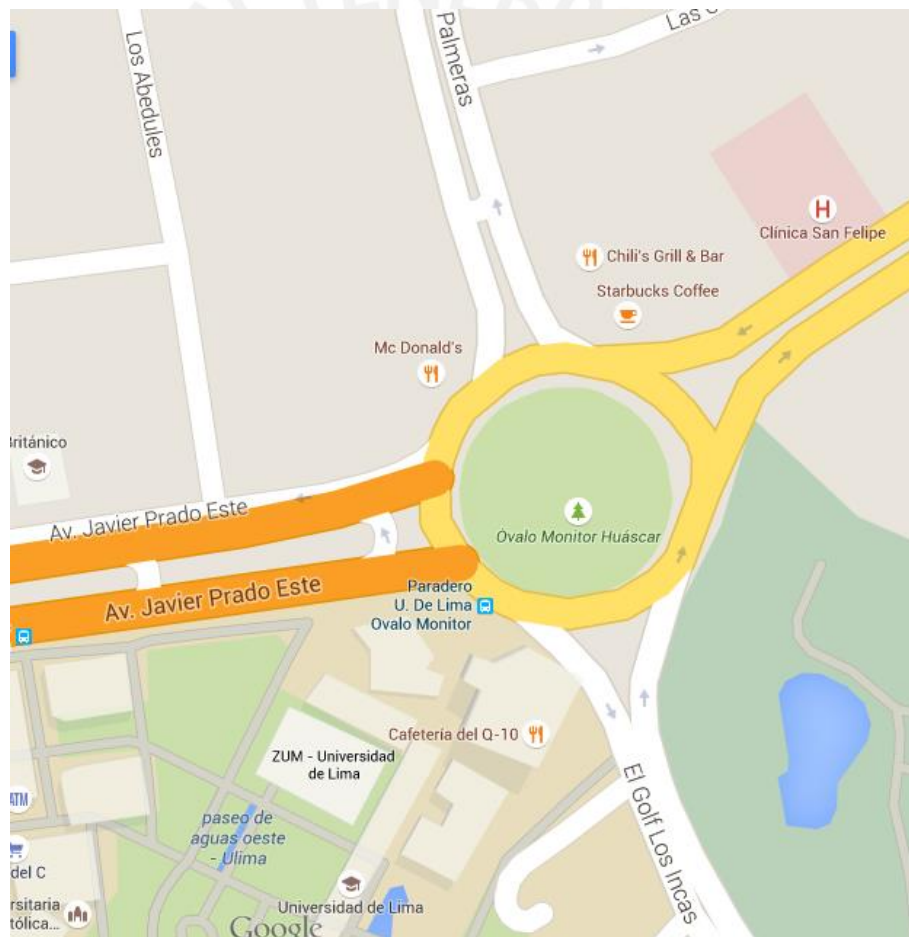 Los Abedules
Palmeras
Las
H
Clínica San Felipe
Chili's Grill & Bar
Starbucks Coffee
Mc Donald's
ritánico
Av. Javier Prado Este
Óvalo Monitor Huáscar
Av. Javier Prado Este
Paradero
U. De Lima
Ovalo Monitor
Cafeteria del Q-10
ZUM - Universidad
de Lima
El Golf Los Incas
ATM
paseo de
aguas oeste
- Ulima
del C
rsitaria
tólica...
Universidad de Lima
Google